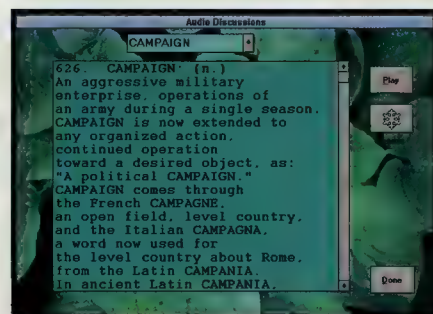 Audio Discussions
CAMPAIGN
626. CAMPAIGN (n.)
An aggressive military
enterprise, operations of
an army during a single season.
CAMPAIGN is now extended to
any organized action,
continued operation
toward a desired object, as:
"A political CAMPAIGN."
CAMPAIGN comes through
the French CAMPAGNE,
an open field, level country,
and the Italian CAMPAGNA,
a word now used for
the level country about Rome,
from the Latin CAMPANIA.
In ancient Latin CAMPANIA,
Play
Done